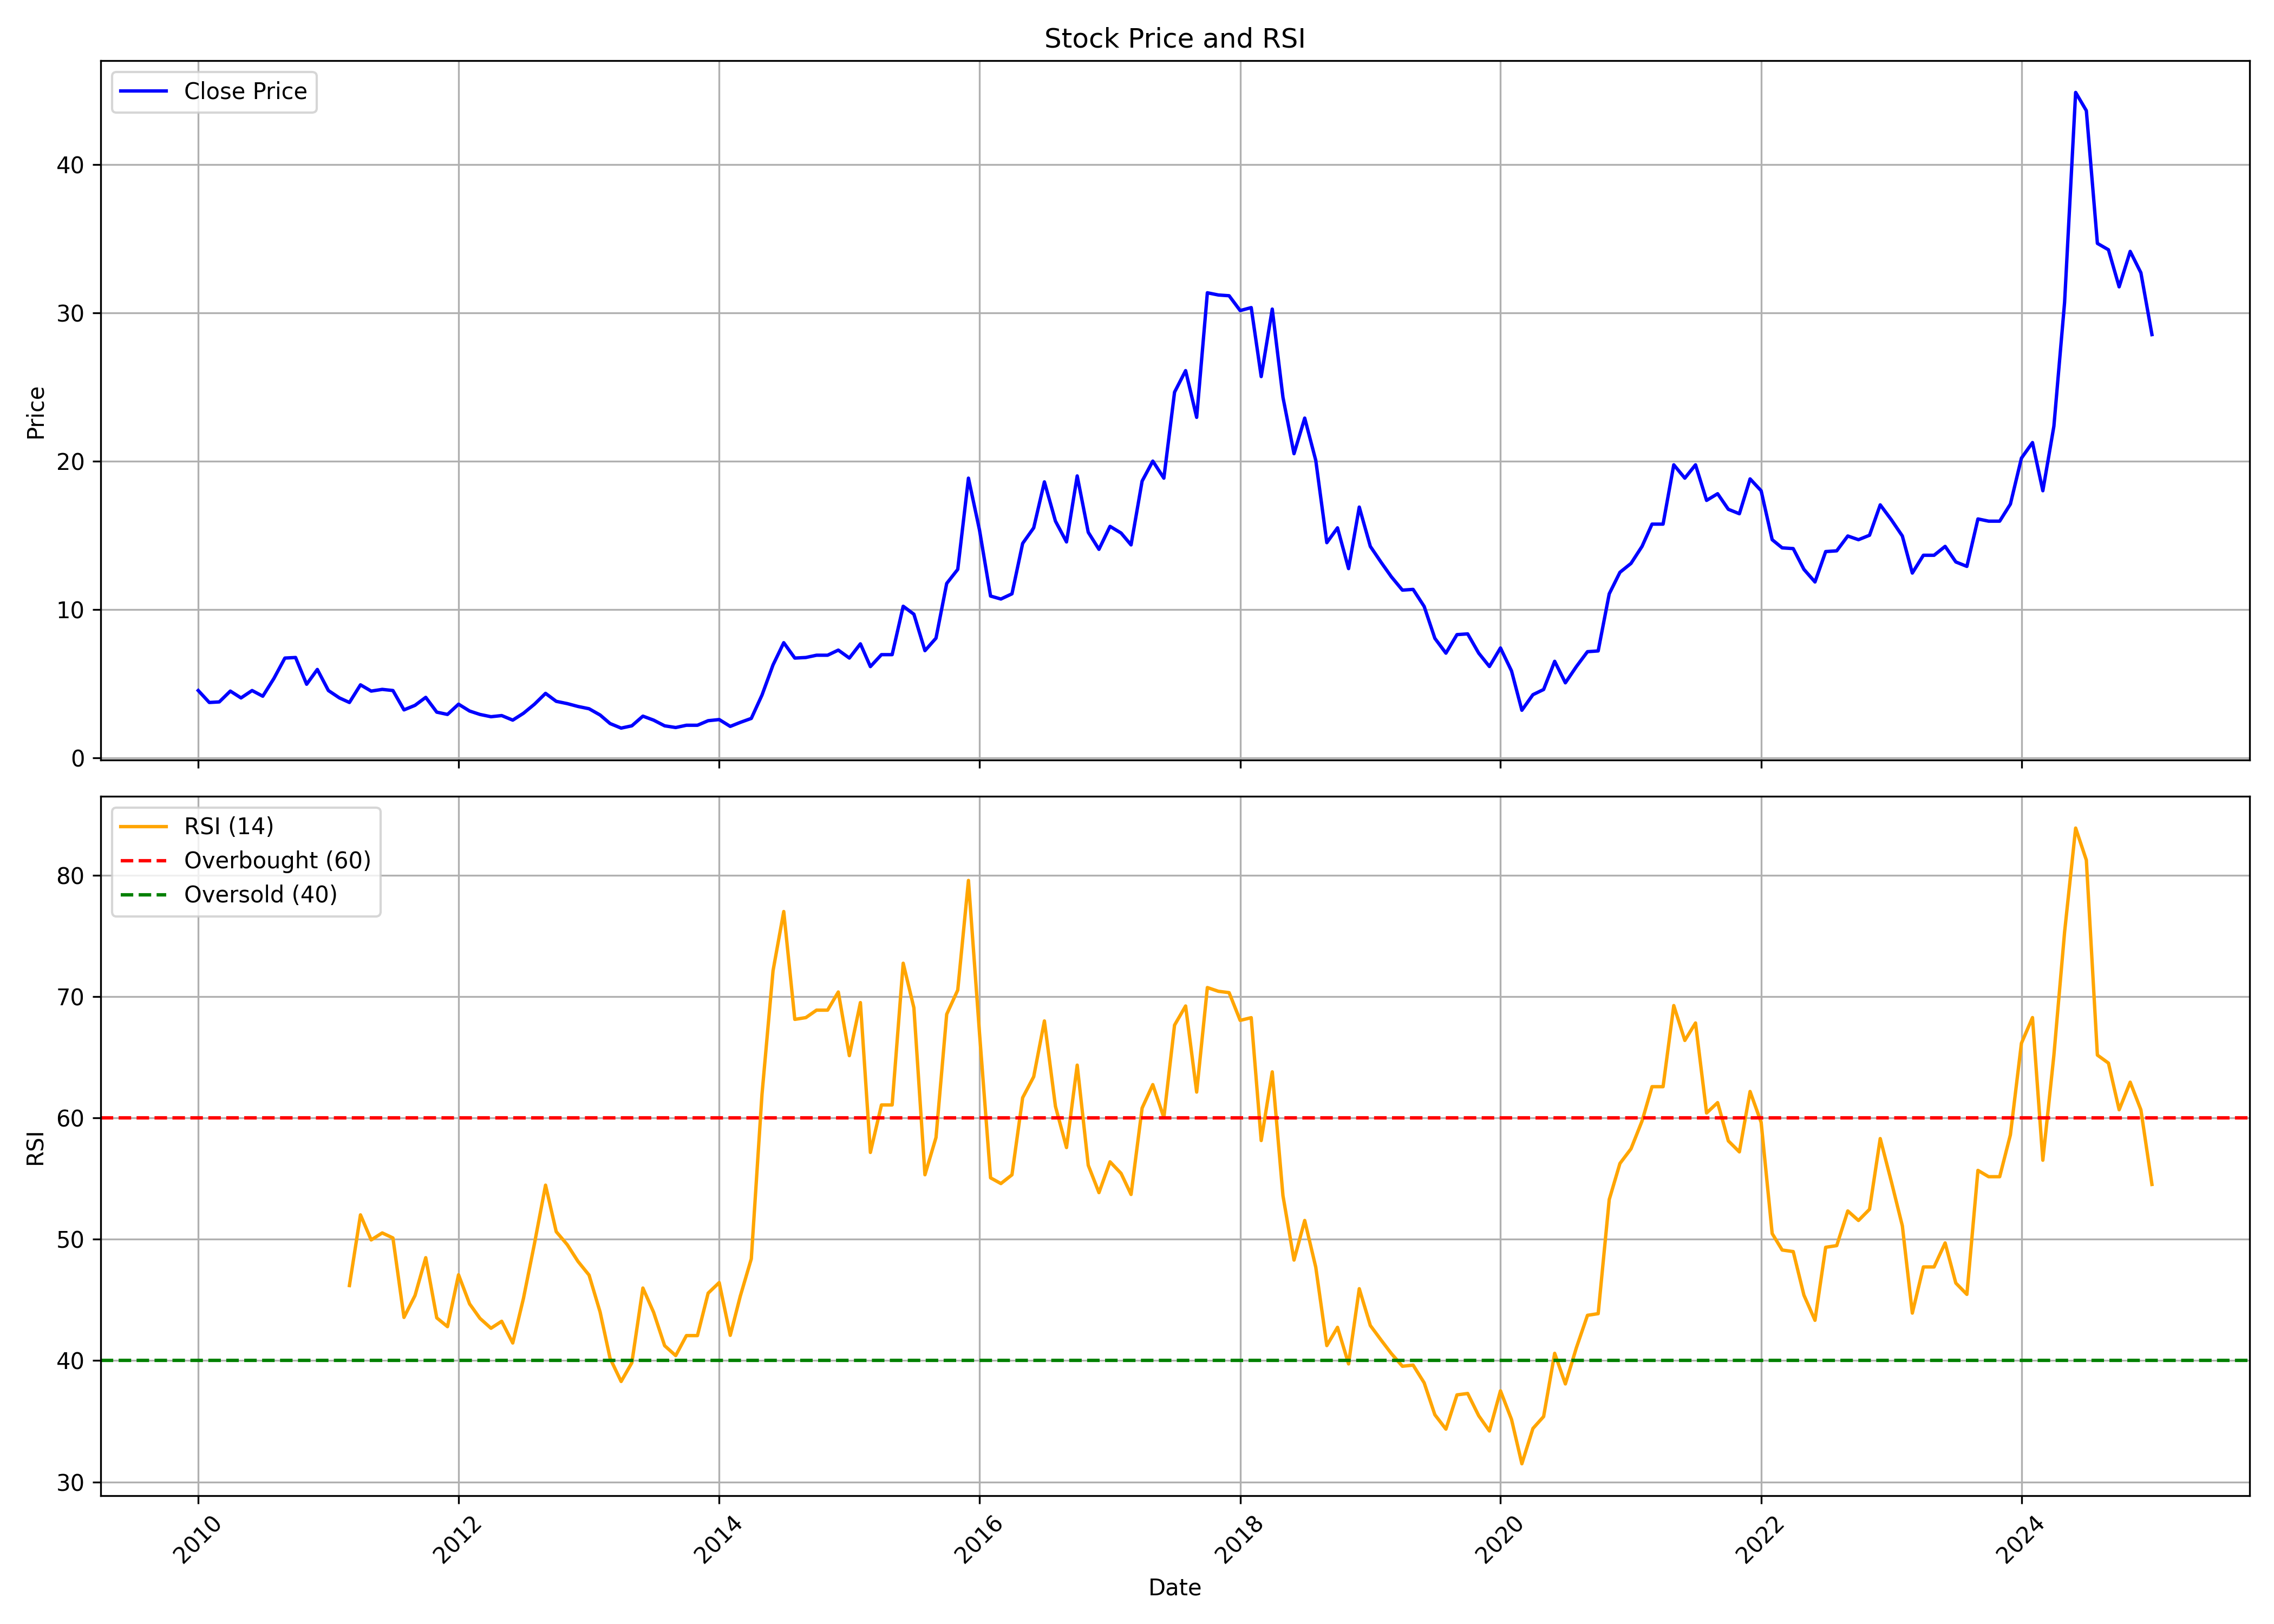 Stock Price and RSI
Close Price
40
30
20
10
0
Price
RSI (14)
Overbought (60)
Oversold (40)
80
70
60
50
40
30
RSI
2010
2012
2014
2016
2018
2020
2022
2024
Date